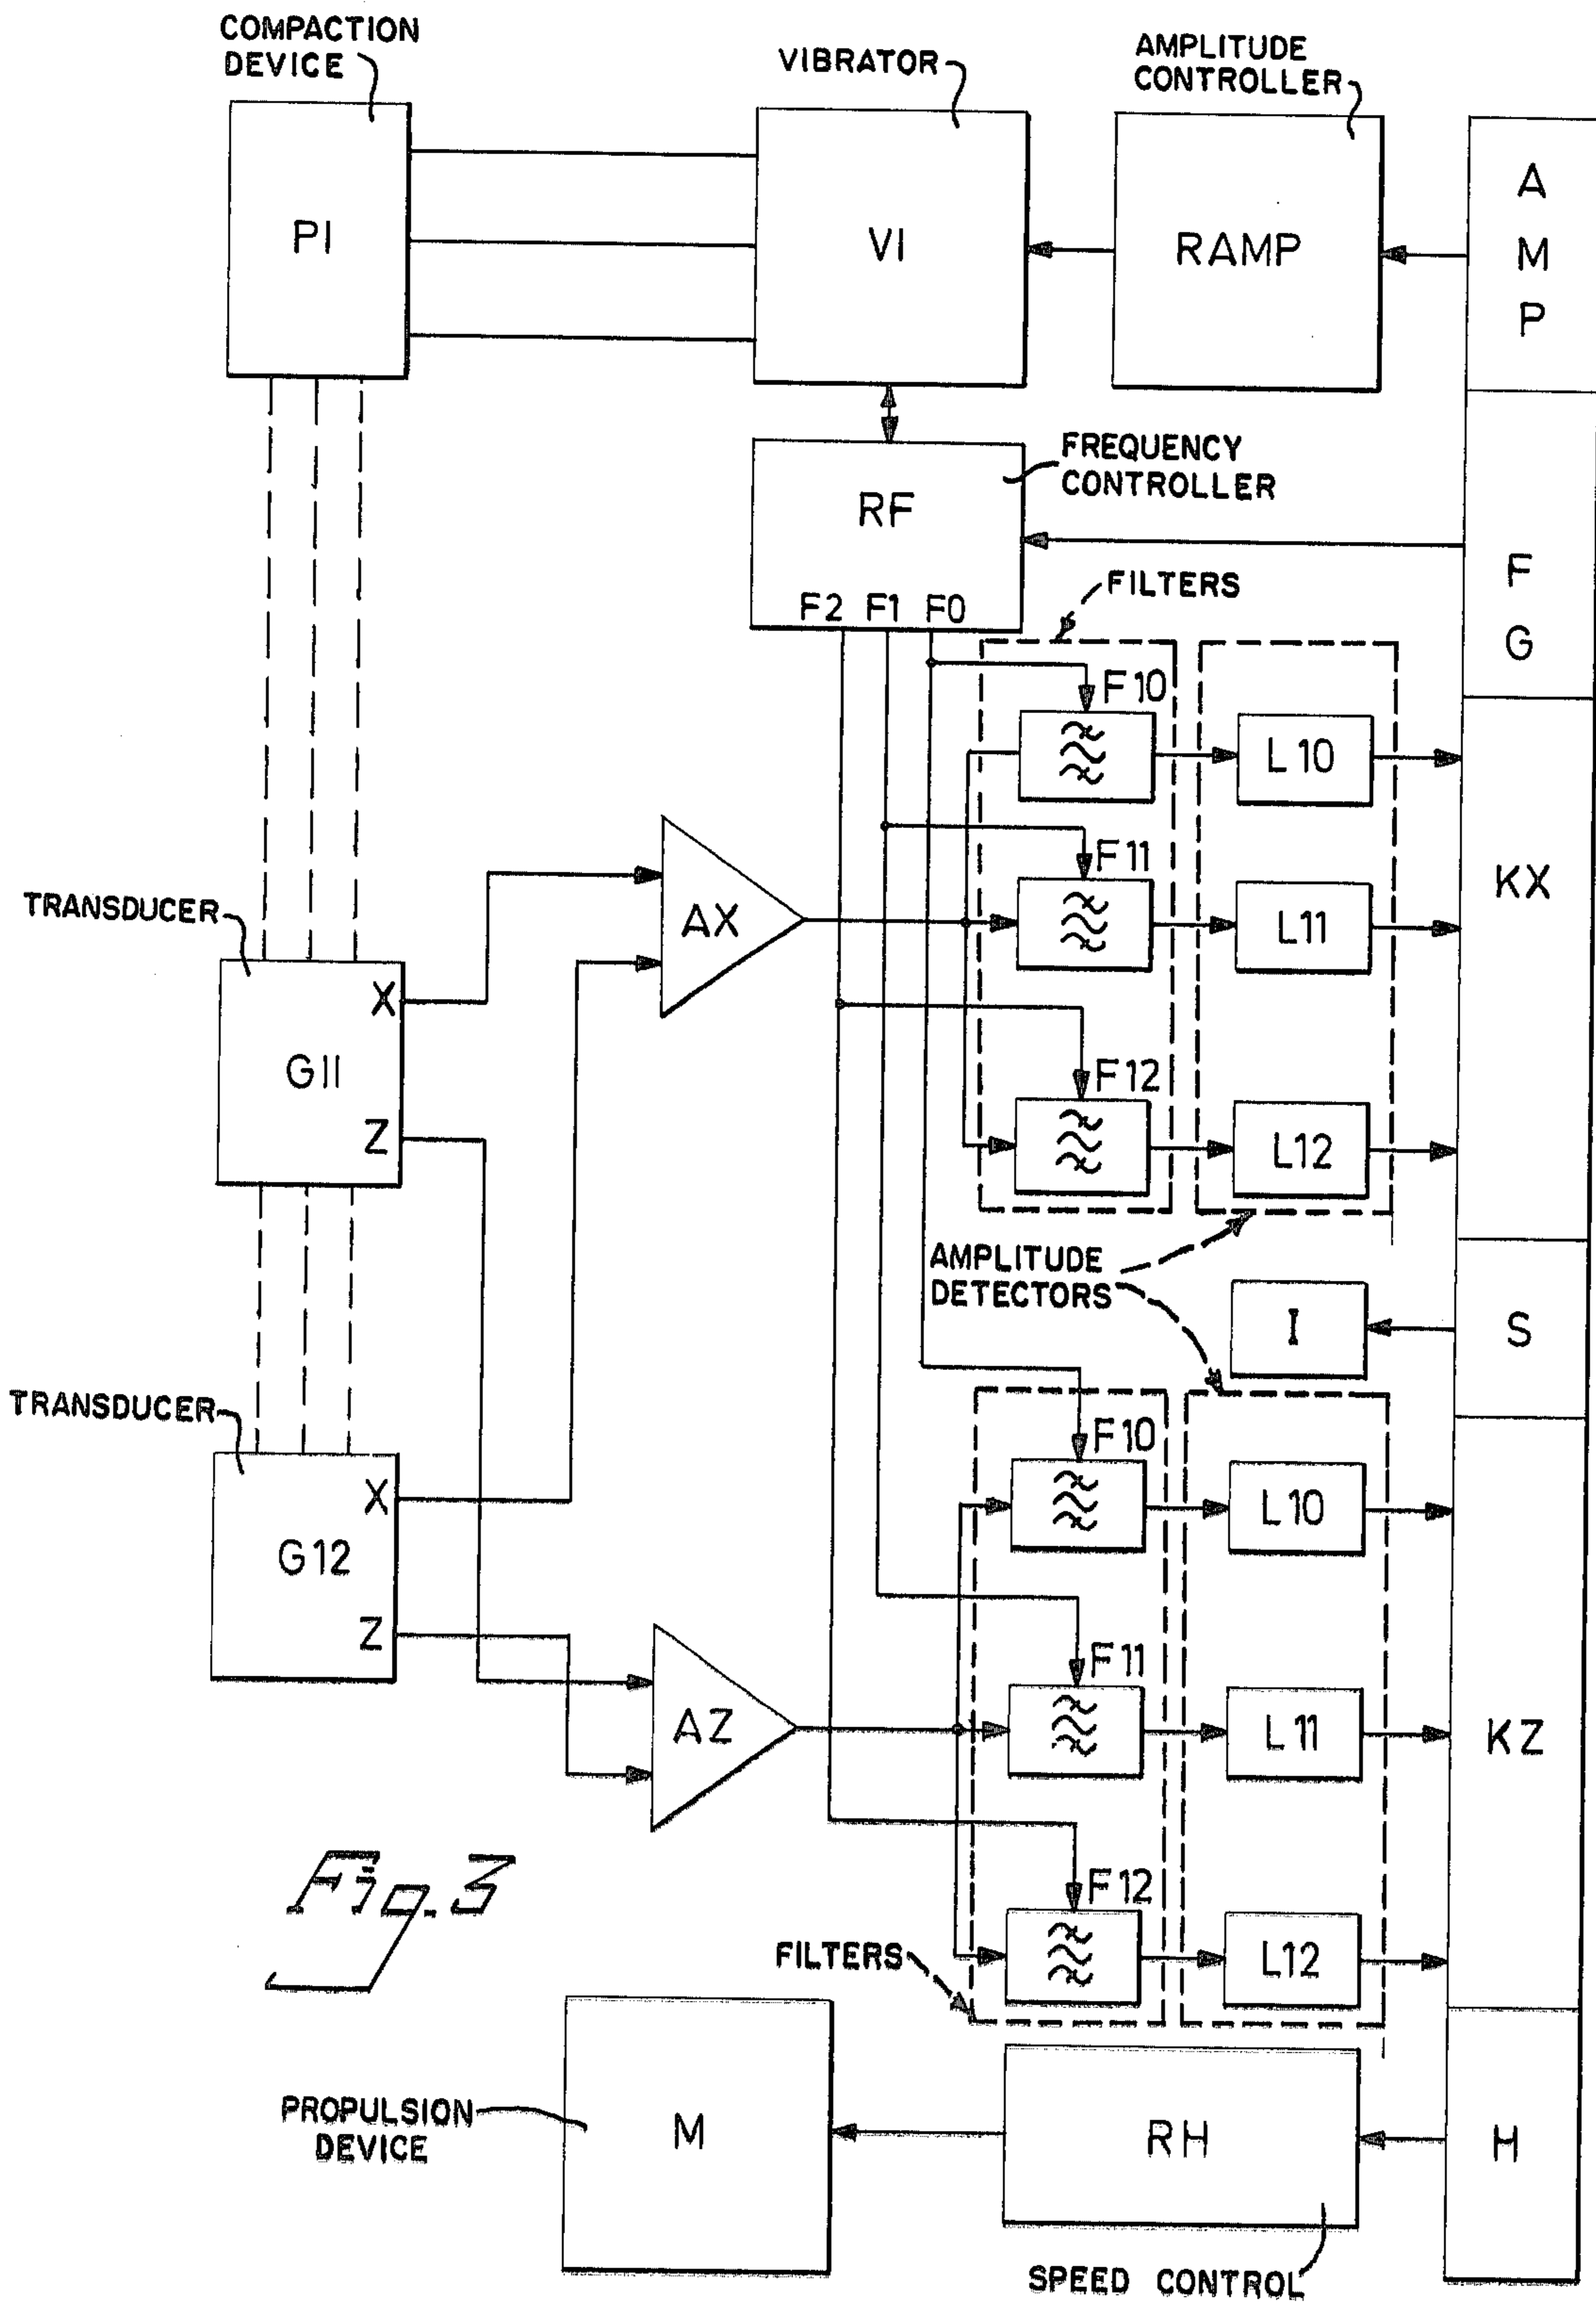 COMPACTION
DEVICE
VIBRATOR
AMPLITUDE
CONTROLLER
P1
V1
RAMP
A
M
P
FREQUENCY
CONTROLLER
RF
F2 F1 F0
F
G
FILTERS
F10
L10
F11
L11
F12
L12
KX
TRANSDUCER
X
G11
Z
AX
AMPLITUDE
DETECTORS
I
S
TRANSDUCER
X
G12
Z
AZ
F10
L10
F11
L11
F12
L12
KZ
FILTERS
Fig. 3
PROPULSION
DEVICE
M
RH
H
SPEED CONTROL